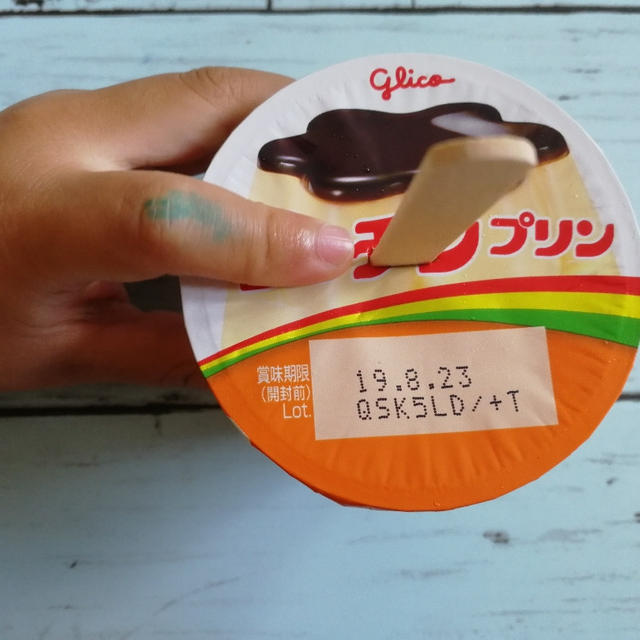 Glico
プリン
賞味期限
(開封前)
Lot.
19.8.23
QSK5LD/+T